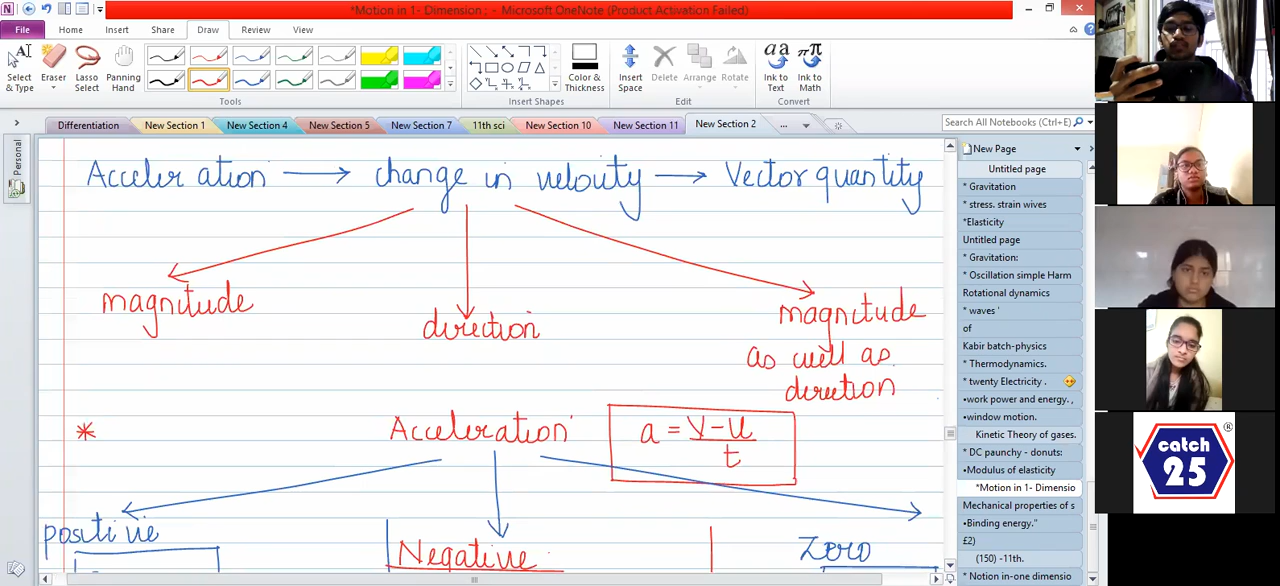 *Motion in 1- Dimension ; - Microsoft OneNote (Product Activation Failed)
File Home Insert Share Draw Review View
Select & Type
Eraser
Lasso Select
Panning Hand
Color & Thickness
Insert Space
Delete
Arrange
Rotate
Ink to Text
Ink to Math
Tools
Insert Shapes
Edit
Convert
Differentiation New Section 1 New Section 4 New Section 5 New Section 7 11th sci New Section 10 New Section 11 New Section 2 ...
Search All Notebooks (Ctrl+E)
Personal
Acceleration → change in velocity → Vector quantity
magnitude
direction
magnitude
as well as
direction
* Acceleration
a = v-u / t
positive
Negative
Zero
New Page
Untitled page
* Gravitation
* stress. strain wives
*Elasticity
Untitled page
* Gravitation:
* Oscillation simple Harm
Rotational dynamics
* waves '
of
Kabir batch-physics
* Thermodynamics.
* twenty Electricity .
•work power and energy. ,
•window motion.
Kinetic Theory of gases.
* DC paunchy - donuts:
•Modulus of elasticity
*Motion in 1- Dimensio
Mechanical properties of s
•Binding energy."
£2)
(150) -11th.
* Notion in-one dimensio
catch
25
®